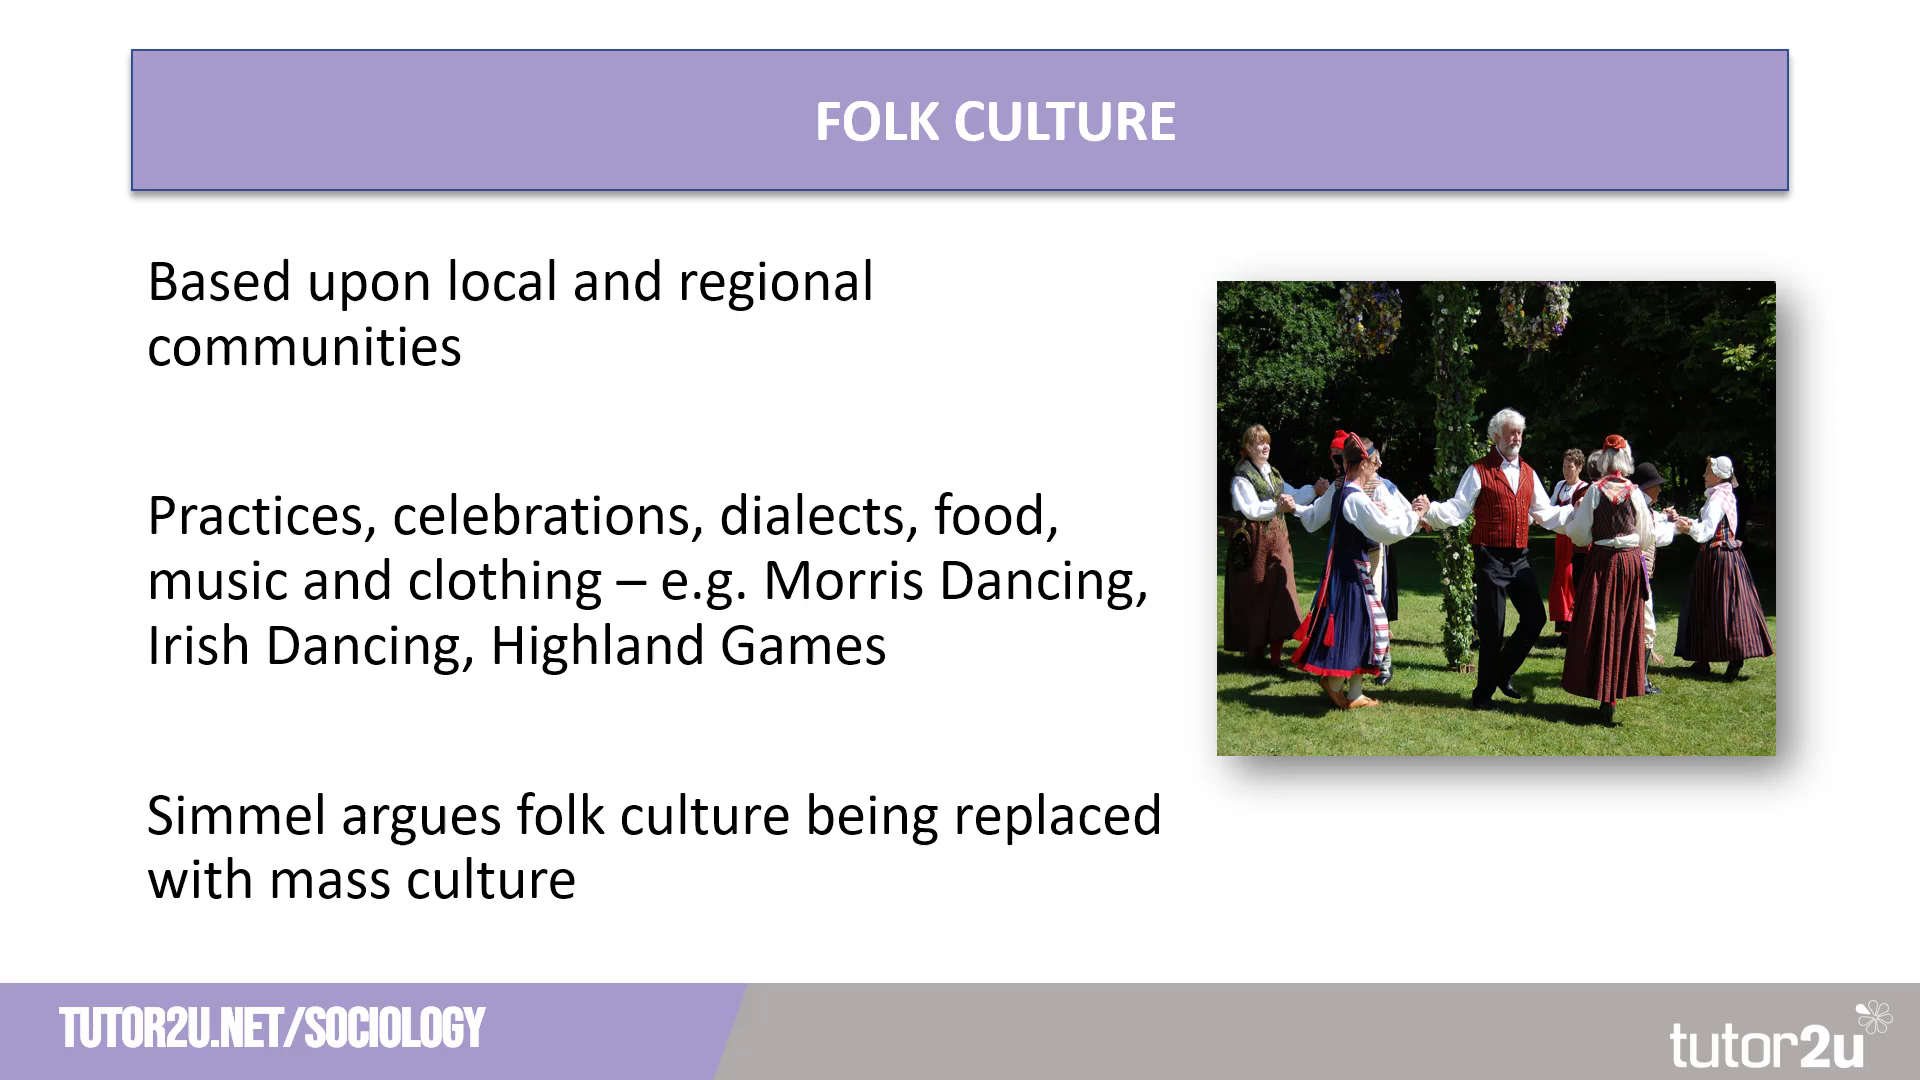 FOLK CULTURE
Based upon local and regional
communities
Practices, celebrations, dialects, food,
music and clothing – e.g. Morris Dancing,
Irish Dancing, Highland Games
Simmel argues folk culture being replaced
with mass culture
TUTOR2U.NET/SOCIOLOGY
tutor2u